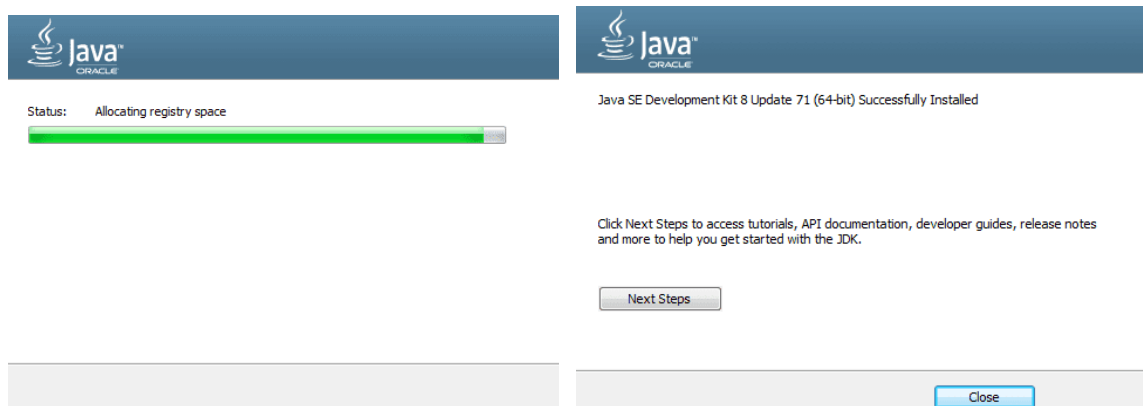 Java™
ORACLE
Status: Allocating registry space
Java™
ORACLE
Java SE Development Kit 8 Update 71 (64-bit) Successfully Installed
Click Next Steps to access tutorials, API documentation, developer guides, release notes
and more to help you get started with the JDK.
Next Steps
Close